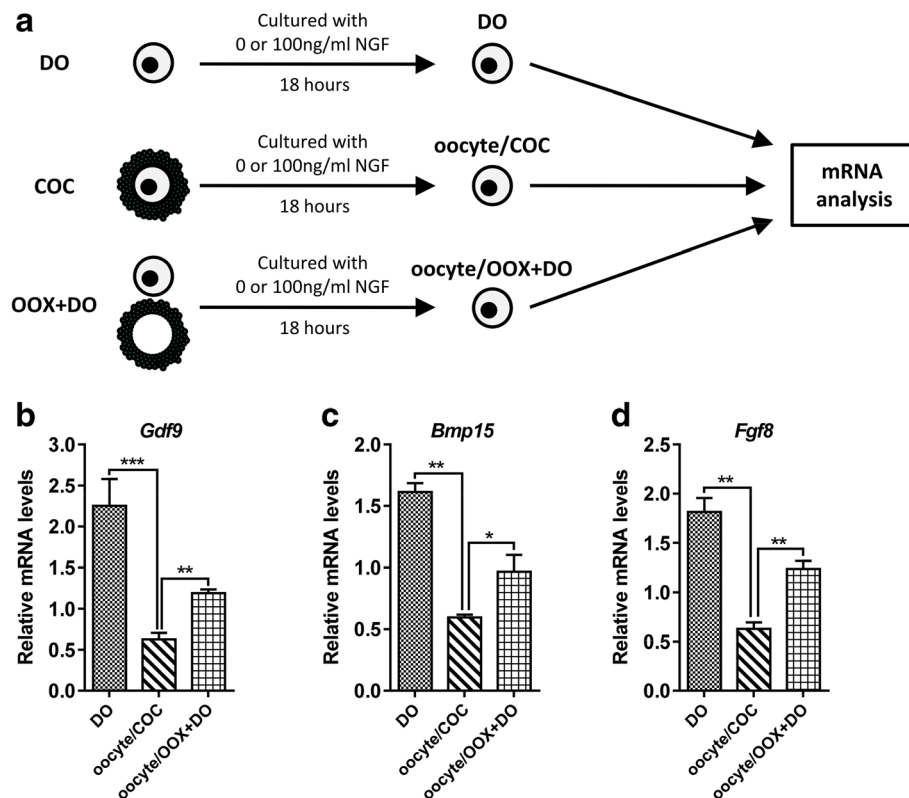 a
DO
Cultured with
0 or 100ng/ml NGF
18 hours
DO
COC
Cultured with
0 or 100ng/ml NGF
18 hours
oocyte/COC
mRNA
analysis
OOX+DO
Cultured with
0 or 100ng/ml NGF
18 hours
oocyte/OOX+DO
b
Gdf9
Relative mRNA levels
3.0
2.5
2.0
1.5
1.0
0.5
0.0
***
**
DO
oocyte/COC
oocyte/OOX+DO
c
Bmp15
Relative mRNA levels
2.0
1.5
1.0
0.5
0.0
**
*
DO
oocyte/COC
oocyte/OOX+DO
d
Fgf8
Relative mRNA levels
2.5
2.0
1.5
1.0
0.5
0.0
**
**
DO
oocyte/COC
oocyte/OOX+DO